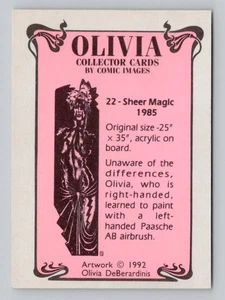 OLIVIA
COLLECTOR CARDS
BY COMIC IMAGES
22 - Sheer Magic
1985
Original size -25"
× 35", acrylic on
board.
Unaware of the
differences,
Olivia, who is
right-handed,
learned to paint
with a left-
handed Paasche
AB airbrush.
Artwork © 1992
Olivia DeBerardinis